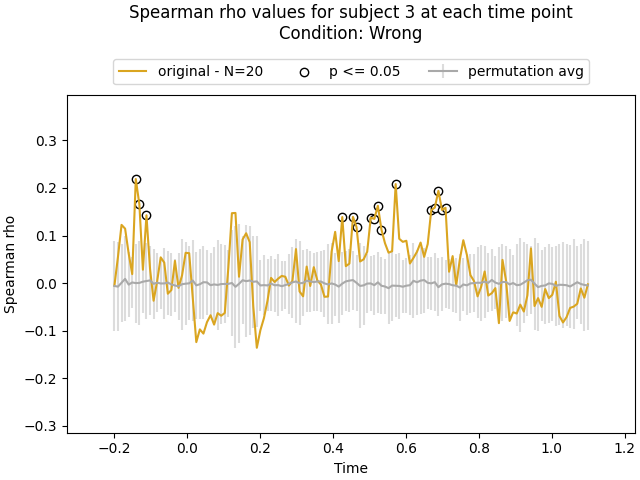 Spearman rho values for subject 3 at each time point
Condition: Wrong
original - N=20
p <= 0.05
permutation avg
Spearman rho
0.3
0.2
0.1
0.0
−0.1
−0.2
−0.3
−0.2
0.0
0.2
0.4
0.6
0.8
1.0
1.2
Time